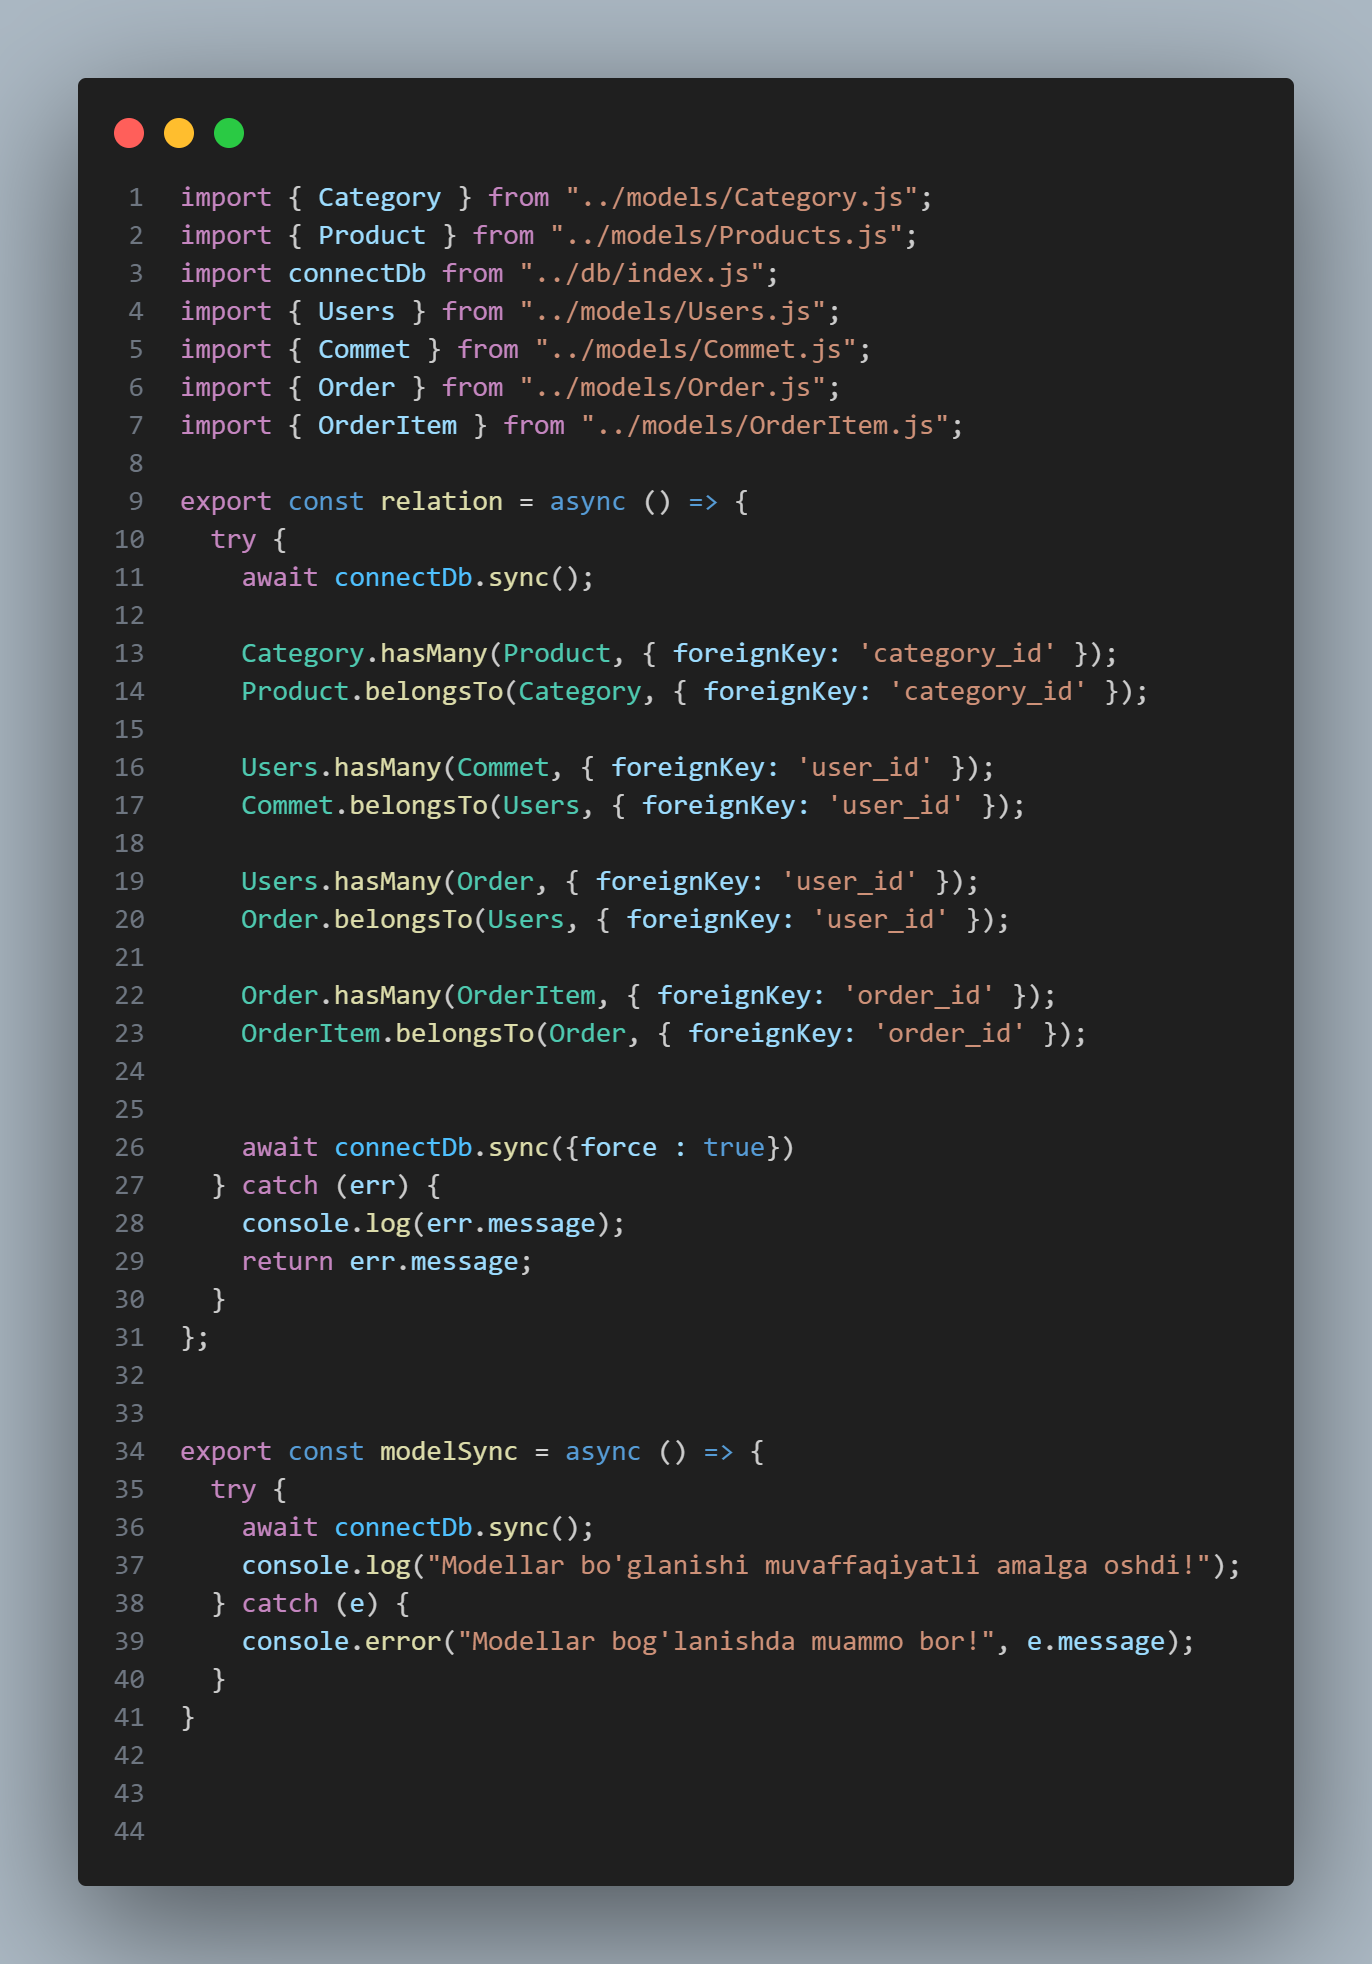 1 import { Category } from "../models/Category.js";
2 import { Product } from "../models/Products.js";
3 import connectDb from "../db/index.js";
4 import { Users } from "../models/Users.js";
5 import { Commet } from "../models/Commet.js";
6 import { Order } from "../models/Order.js";
7 import { OrderItem } from "../models/OrderItem.js";
8
9 export const relation = async () => {
10   try {
11     await connectDb.sync();
12
13     Category.hasMany(Product, { foreignKey: 'category_id' });
14     Product.belongsTo(Category, { foreignKey: 'category_id' });
15
16     Users.hasMany(Commet, { foreignKey: 'user_id' });
17     Commet.belongsTo(Users, { foreignKey: 'user_id' });
18
19     Users.hasMany(Order, { foreignKey: 'user_id' });
20     Order.belongsTo(Users, { foreignKey: 'user_id' });
21
22     Order.hasMany(OrderItem, { foreignKey: 'order_id' });
23     OrderItem.belongsTo(Order, { foreignKey: 'order_id' });
24
25
26     await connectDb.sync({force : true})
27   } catch (err) {
28     console.log(err.message);
29     return err.message;
30   }
31 };
32
33
34 export const modelSync = async () => {
35   try {
36     await connectDb.sync();
37     console.log("Modellar bo'glanishi muvaffaqiyatli amalga oshdi!");
38   } catch (e) {
39     console.error("Modellar bog'lanishda muammo bor!", e.message);
40   }
41 }
42
43
44